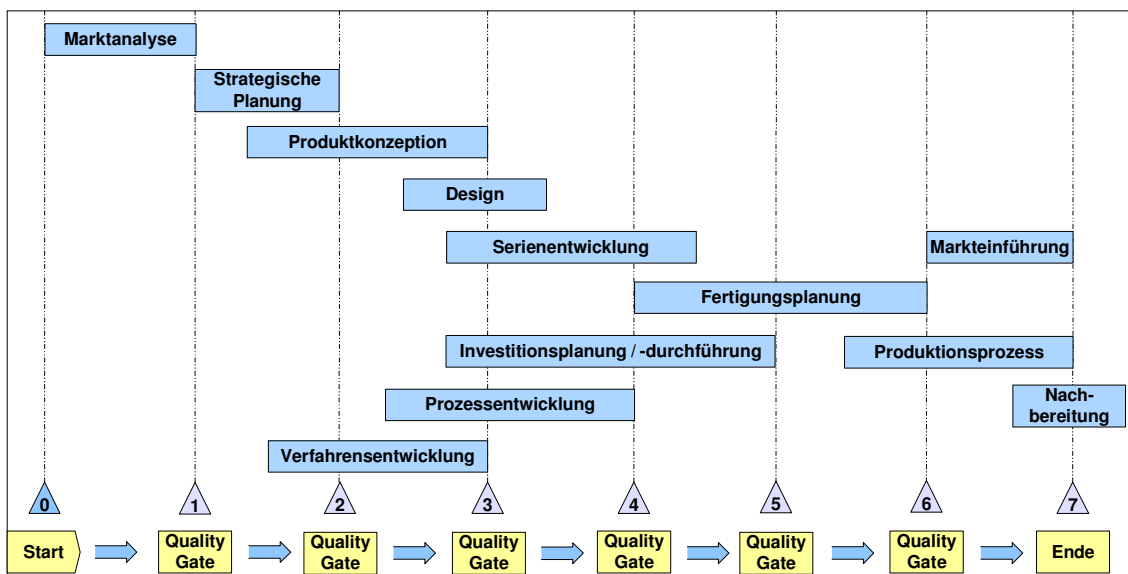 Marktanalyse
Strategische
Planung
Produktkonzeption
Design
Serienentwicklung
Markteinführung
Fertigungsplanung
Investitionsplanung / -durchführung
Produktionsprozess
Prozessentwicklung
Nach-
bereitung
Verfahrensentwicklung
0
1
2
3
4
5
6
7
Start
Quality
Gate
Quality
Gate
Quality
Gate
Quality
Gate
Quality
Gate
Quality
Gate
Ende